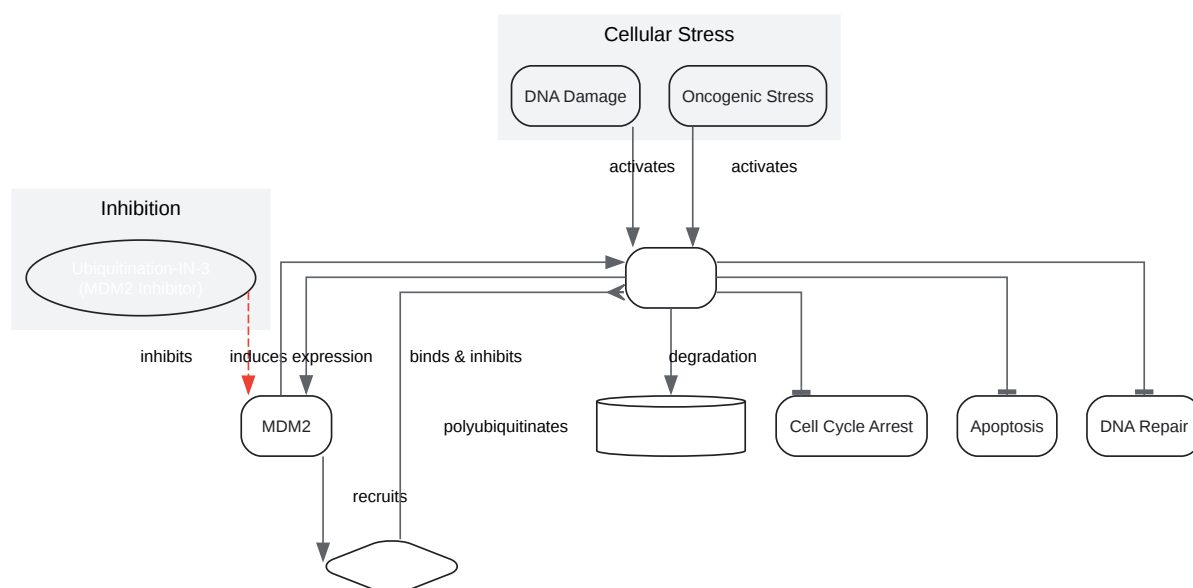 Cellular Stress
DNA Damage
Oncogenic Stress
activates
activates
Inhibition
Ubiquitination-IN-3
(MDM2 Inhibitor)
inhibits
induces expression
binds & inhibits
degradation
MDM2
polyubiquitinates
Cell Cycle Arrest
Apoptosis
DNA Repair
recruits